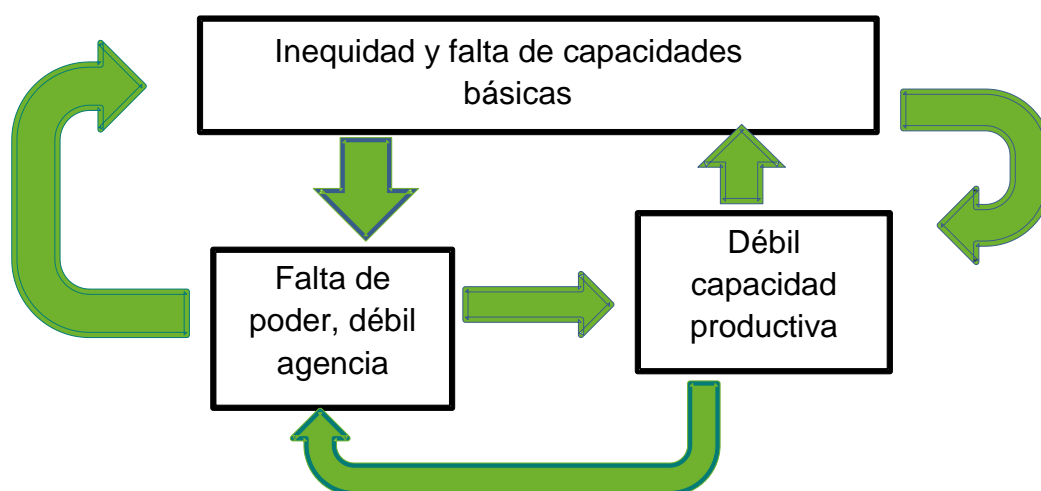 Inequidad y falta de capacidades
básicas
Falta de
poder, débil
agencia
Débil
capacidad
productiva